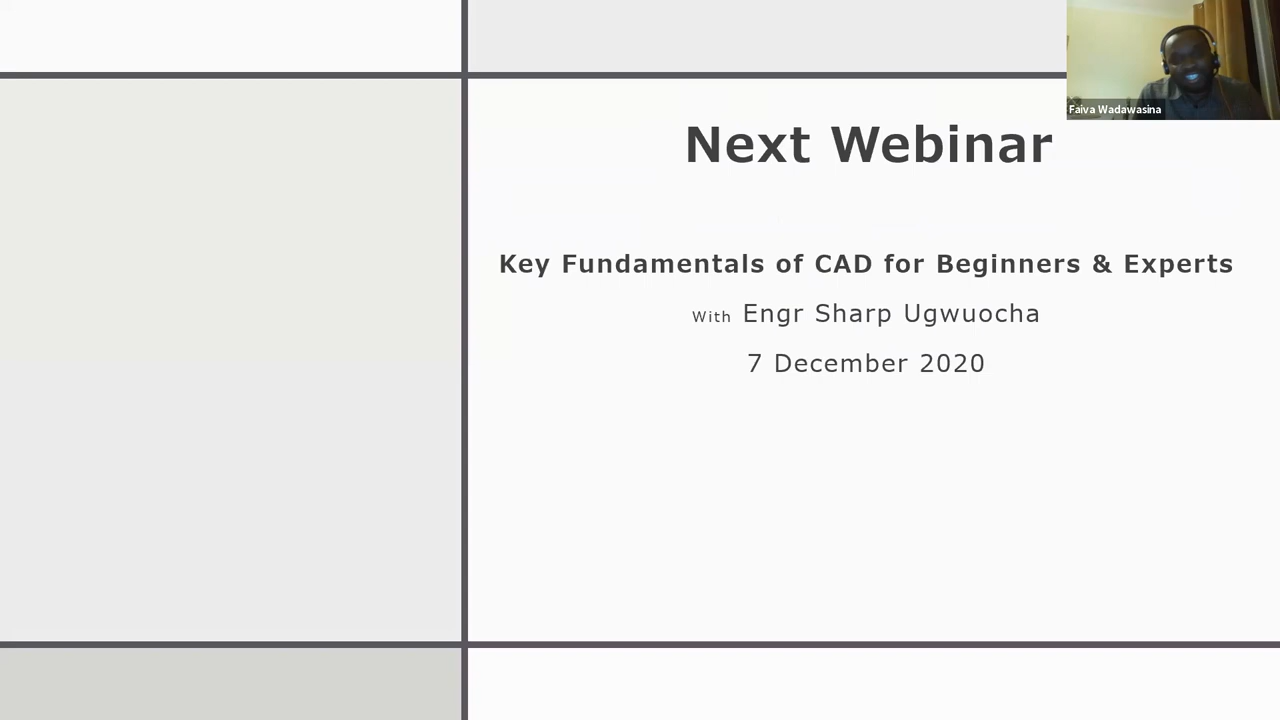 Faiva Wadawasina
Next Webinar
Key Fundamentals of CAD for Beginners & Experts
With Engr Sharp Ugwuocha
7 December 2020